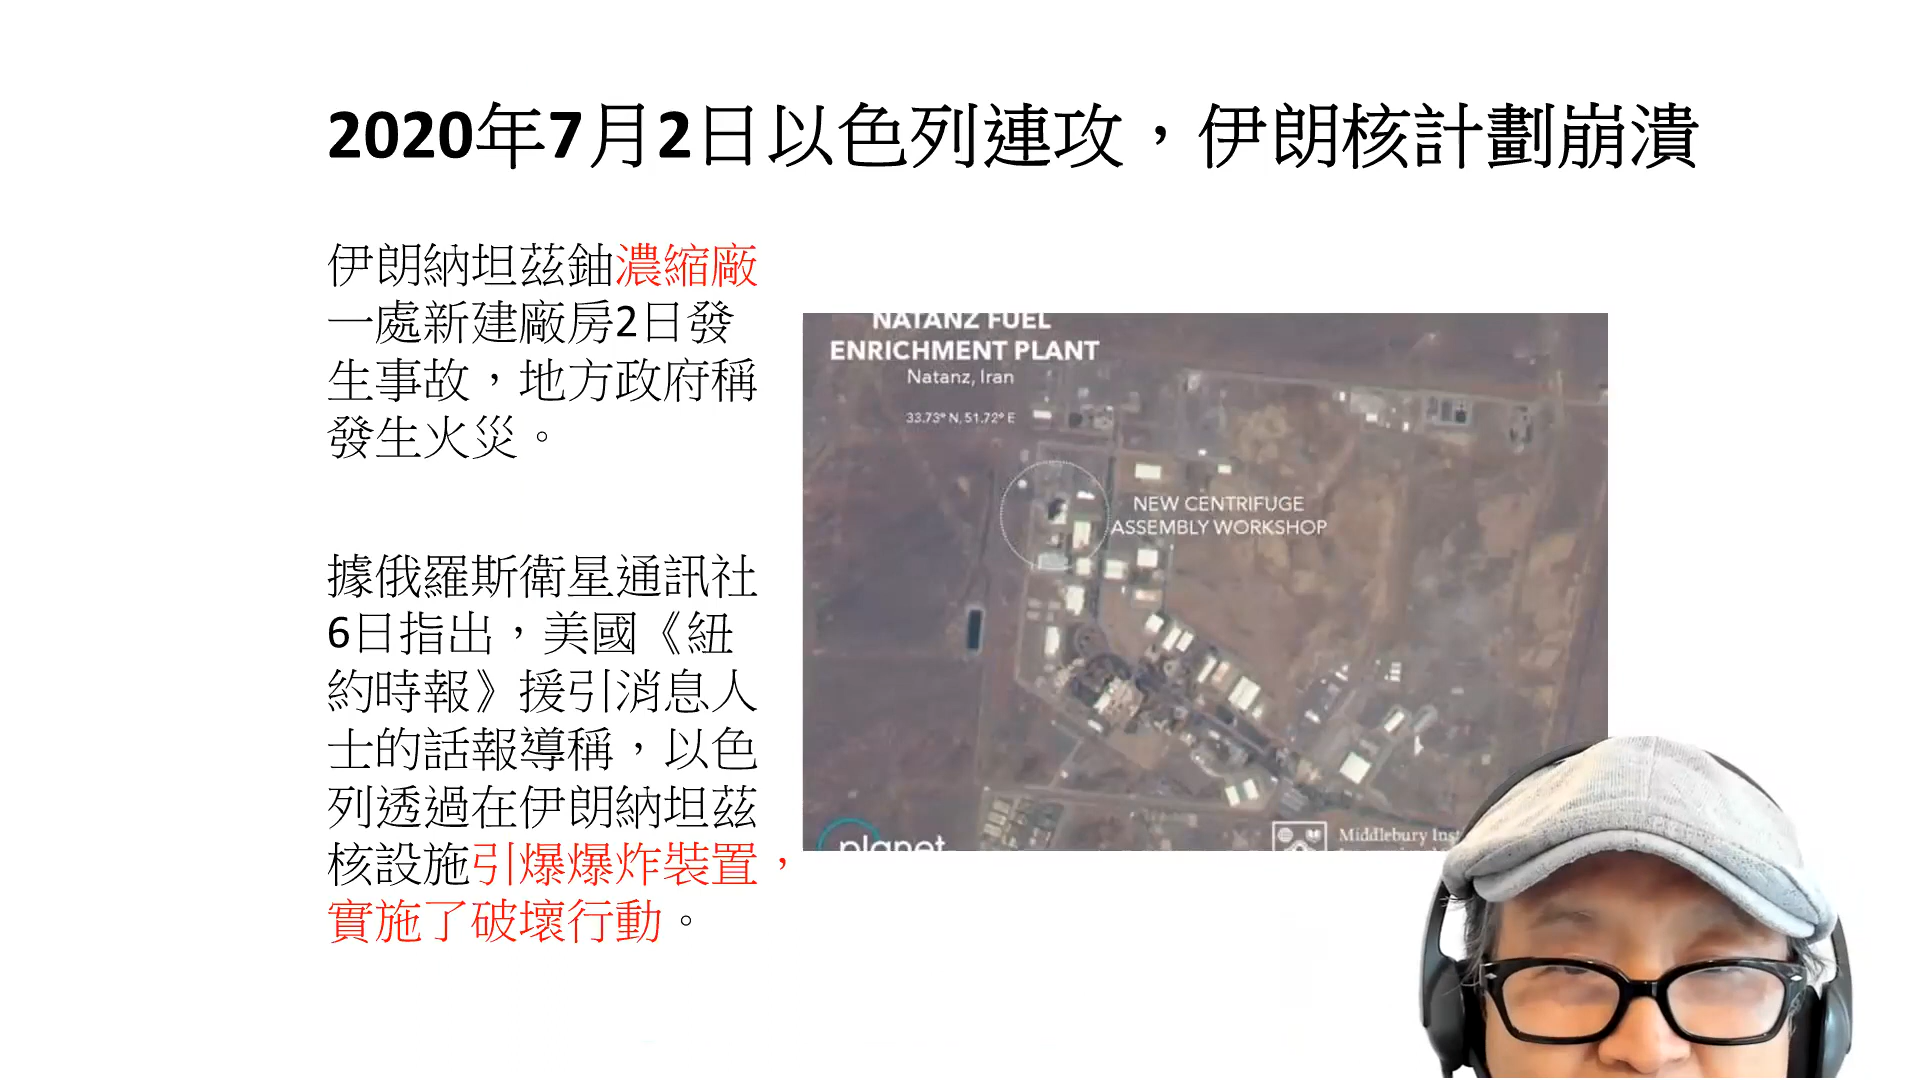 2020年7月2日以色列連攻，伊朗核計劃崩潰
伊朗納坦茲鈾濃縮廠
一處新建廠房2日發
生事故，地方政府稱
發生火災。
據俄羅斯衛星通訊社
6日指出，美國《紐
約時報》援引消息人
士的話報導稱，以色
列透過在伊朗納坦茲
核設施引爆爆炸裝置，
實施了破壞行動。
NATANZ FUEL
ENRICHMENT PLANT
Natanz, Iran
33.73° N, 51.72° E
NEW CENTRIFUGE
ASSEMBLY WORKSHOP
planet
Middlebury